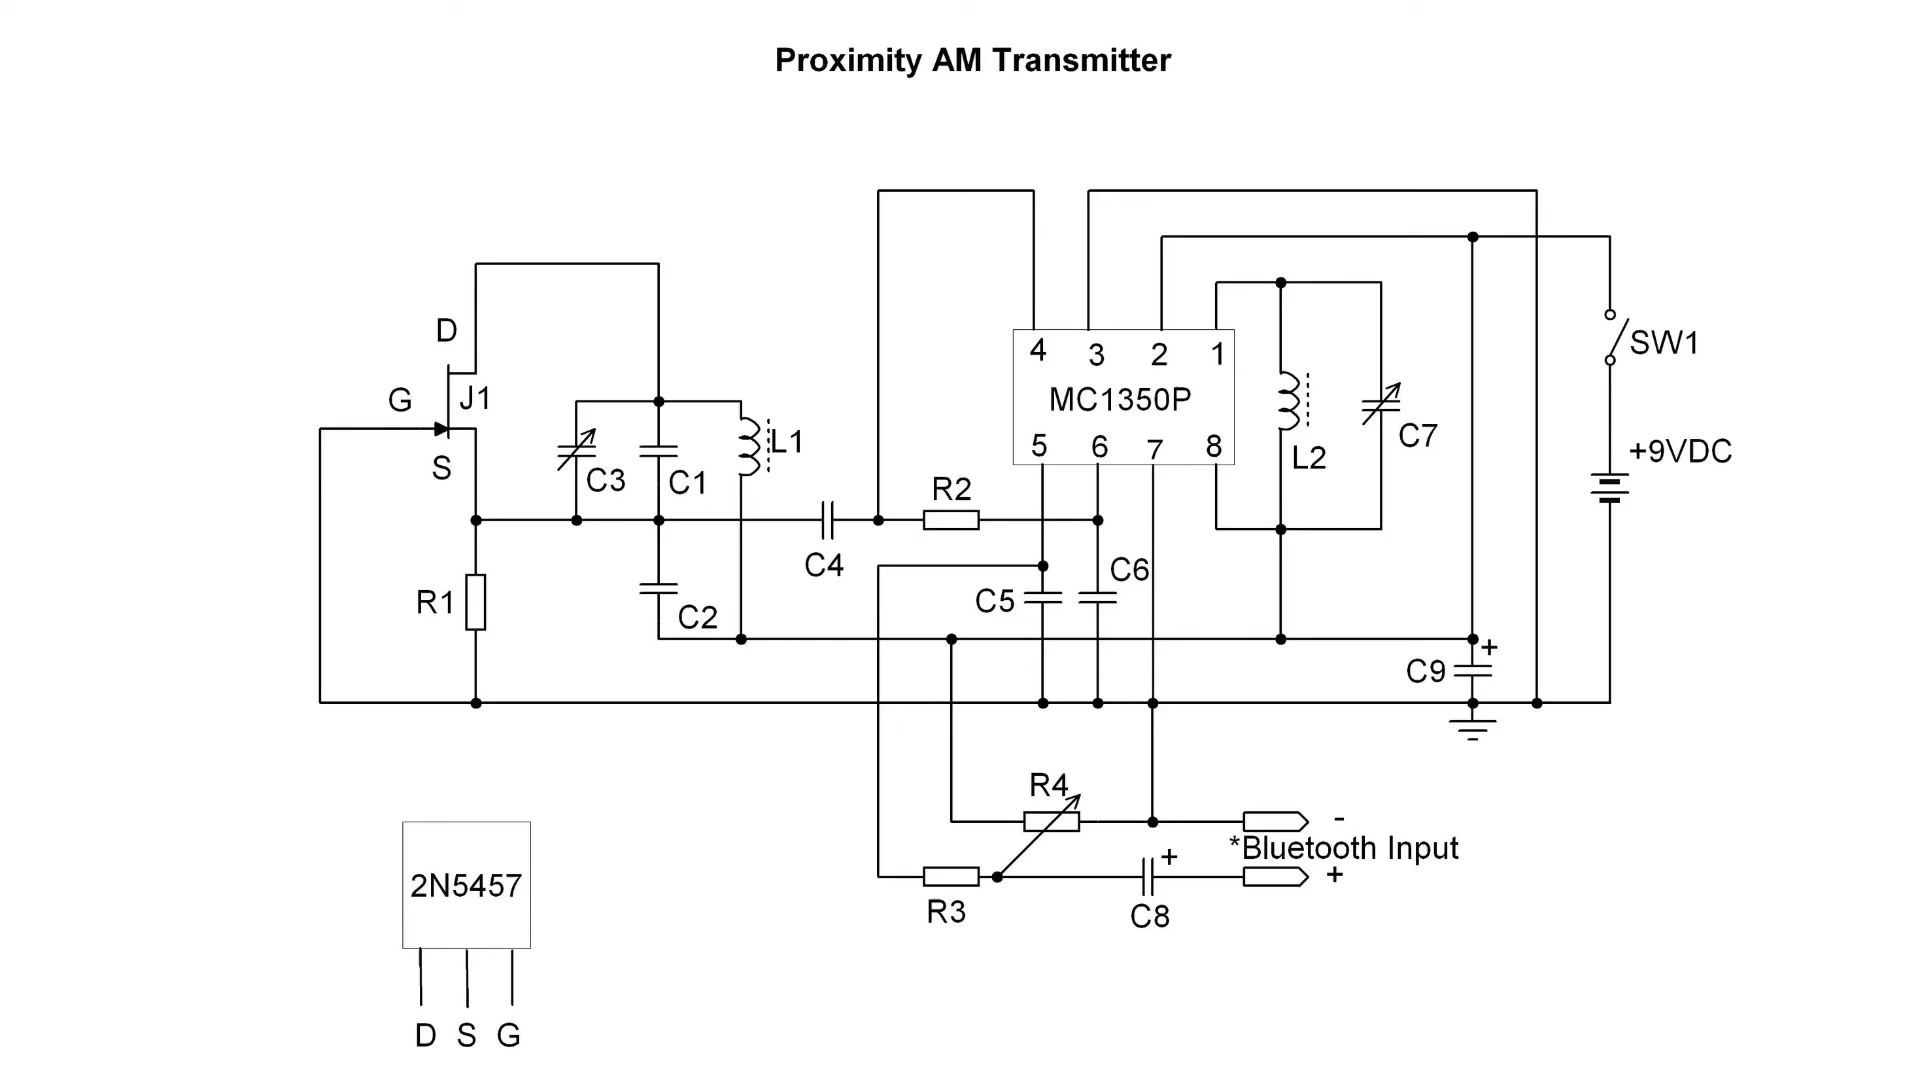 Proximity AM Transmitter
D
G
J1
S
C3
C1
L1
R1
C2
C4
R2
4 3 2 1
MC1350P
5 6 7 8
C5
C6
L2
C7
SW1
+9VDC
+
C9
R4
-
*Bluetooth Input
+
+
R3
C8
2N5457
D S G